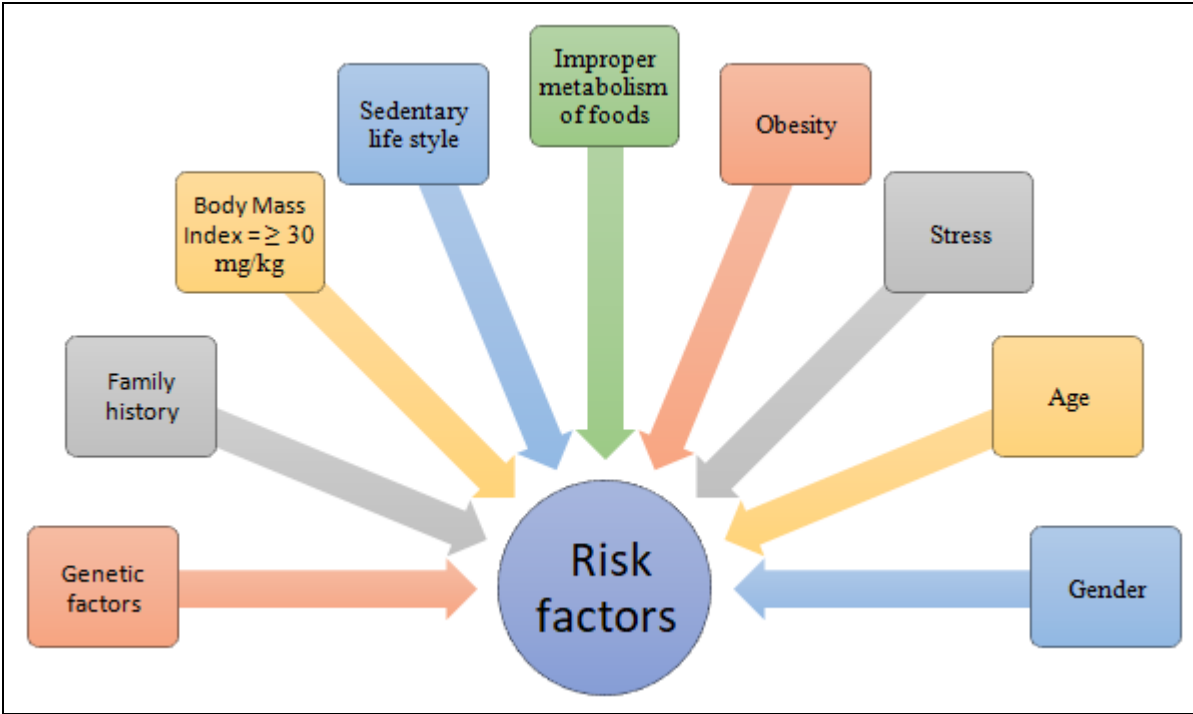 Improper
metabolism
of foods
Sedentary
life style
Obesity
Body Mass
Index = ≥ 30
mg/kg
Stress
Family
history
Age
Genetic
factors
Risk
factors
Gender